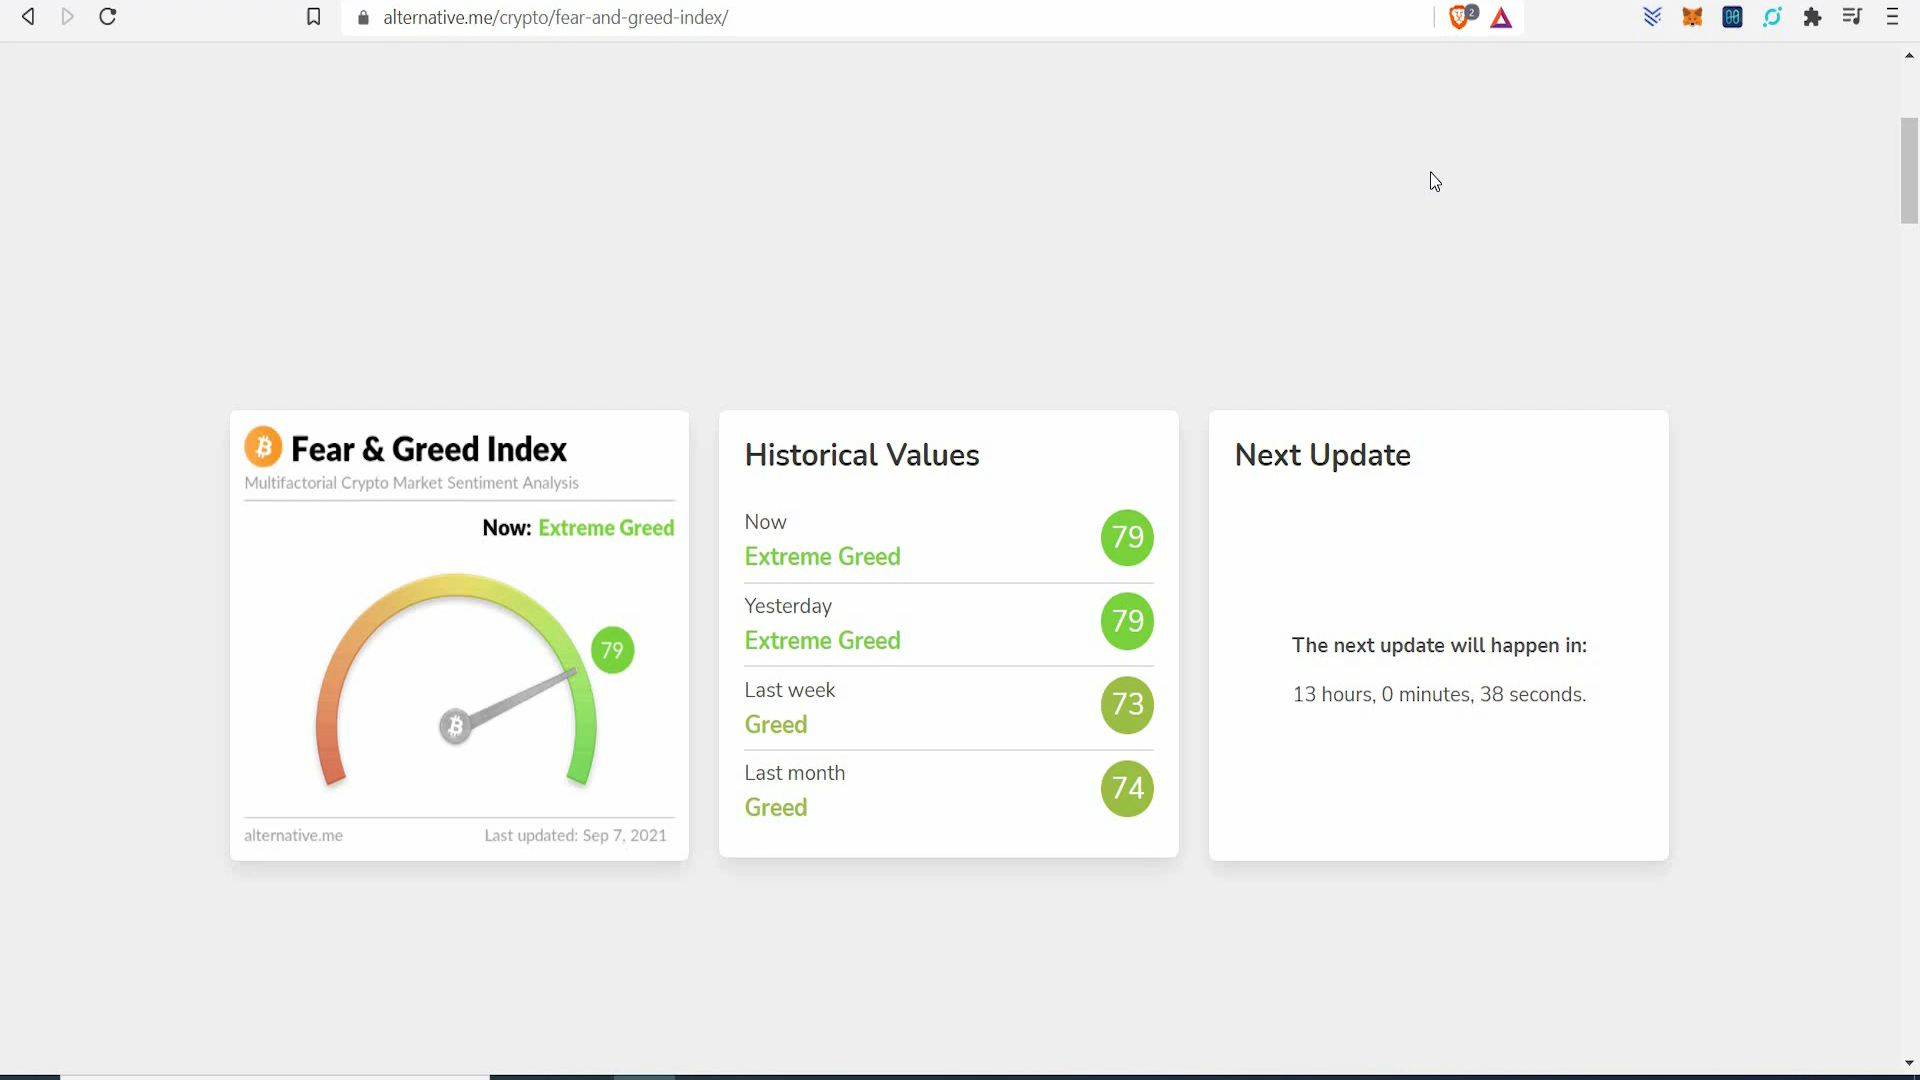 alternative.me/crypto/fear-and-greed-index/
2
Fear & Greed Index
Multifactorial Crypto Market Sentiment Analysis
Now: Extreme Greed
79
alternative.me
Last updated: Sep 7, 2021
Historical Values
Now
Extreme Greed
79
Yesterday
Extreme Greed
79
Last week
Greed
73
Last month
Greed
74
Next Update
The next update will happen in:
13 hours, 0 minutes, 38 seconds.